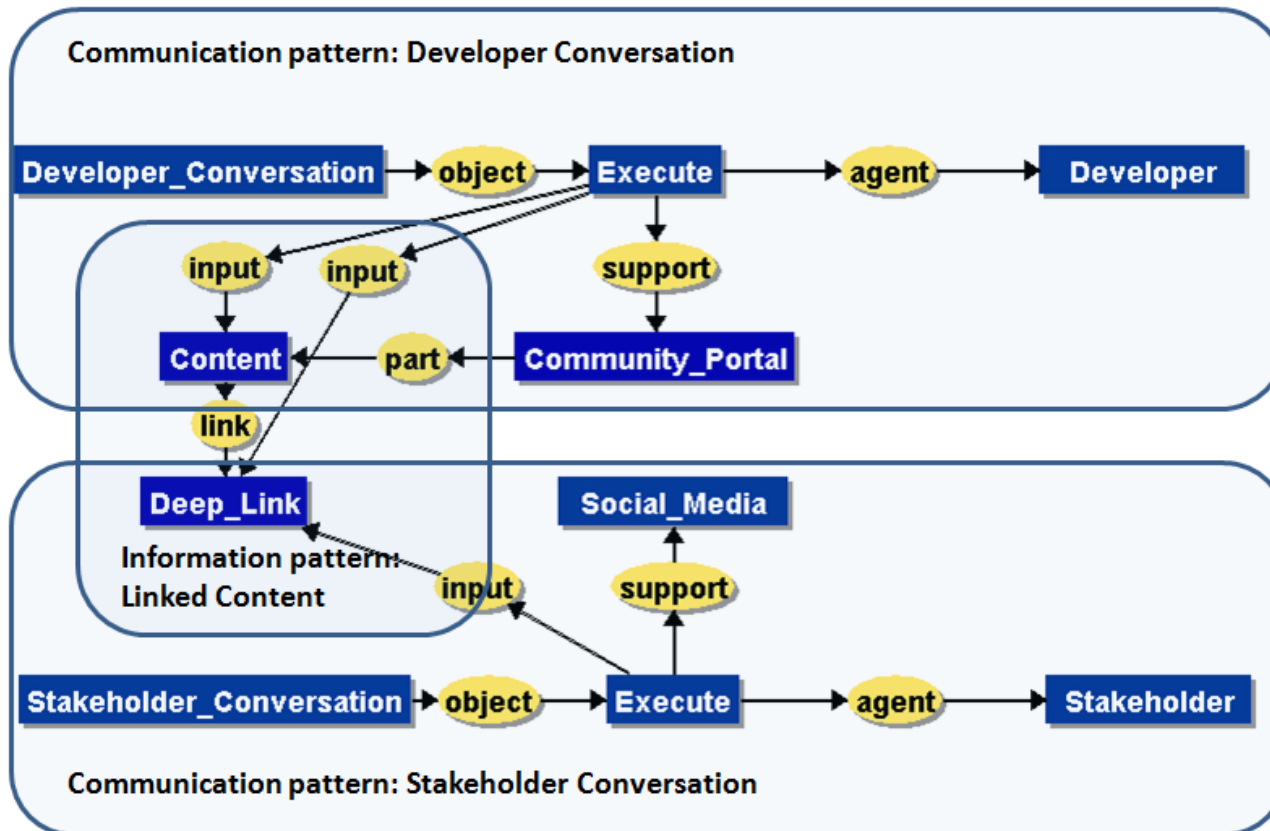 Communication pattern: Developer Conversation
Developer_Conversation object Execute agent Developer
input input support
Content part Community_Portal
link
Deep_Link Social_Media
Information pattern:
Linked Content
input support
Stakeholder_Conversation object Execute agent Stakeholder
Communication pattern: Stakeholder Conversation